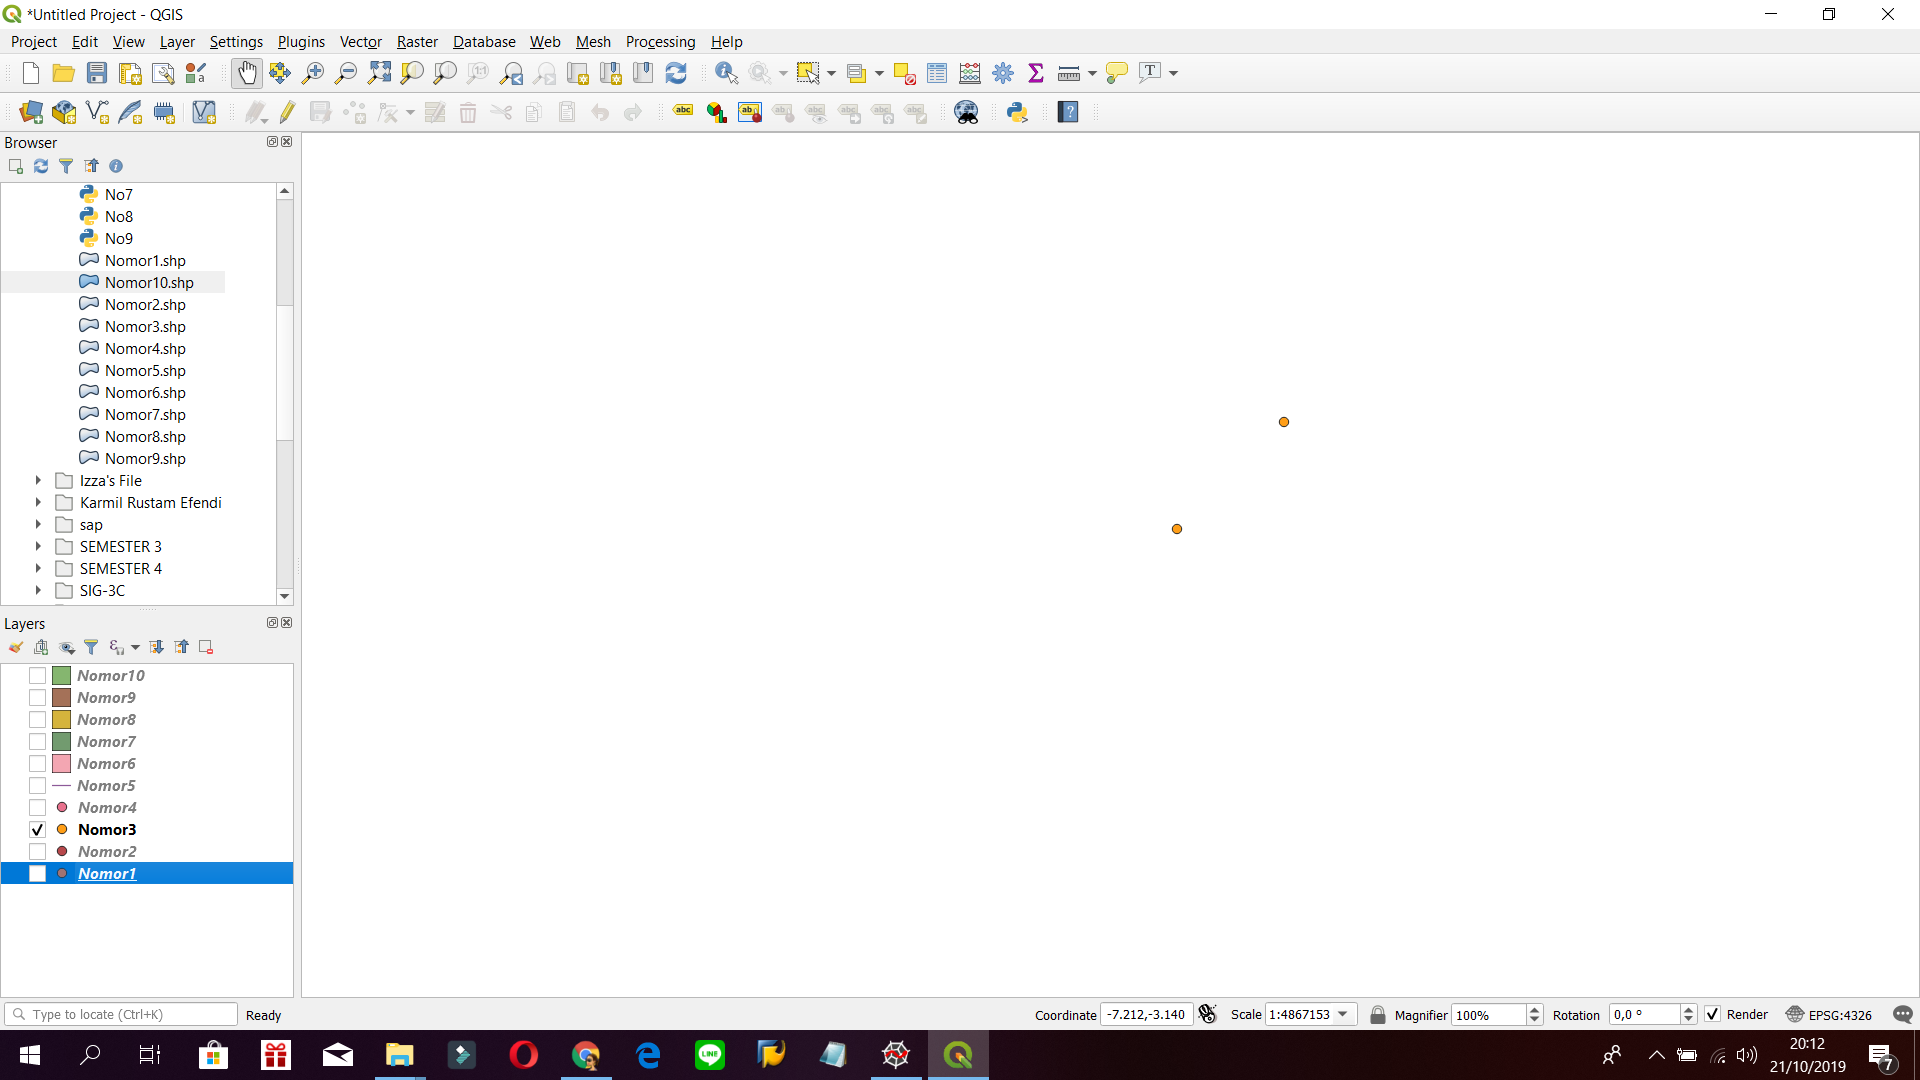 *Untitled Project - QGIS
Project Edit View Layer Settings Plugins Vector Raster Database Web Mesh Processing Help
Browser
No7
No8
No9
Nomor1.shp
Nomor10.shp
Nomor2.shp
Nomor3.shp
Nomor4.shp
Nomor5.shp
Nomor6.shp
Nomor7.shp
Nomor8.shp
Nomor9.shp
Izza's File
Karmil Rustam Efendi
sap
SEMESTER 3
SEMESTER 4
SIG-3C
Layers
Nomor10
Nomor9
Nomor8
Nomor7
Nomor6
Nomor5
Nomor4
Nomor3
Nomor2
Nomor1
Type to locate (Ctrl+K) Ready Coordinate -7.212,-3.140 Scale 1:4867153 Magnifier 100% Rotation 0,0 ° Render EPSG:4326
LINE
20:12
21/10/2019
7